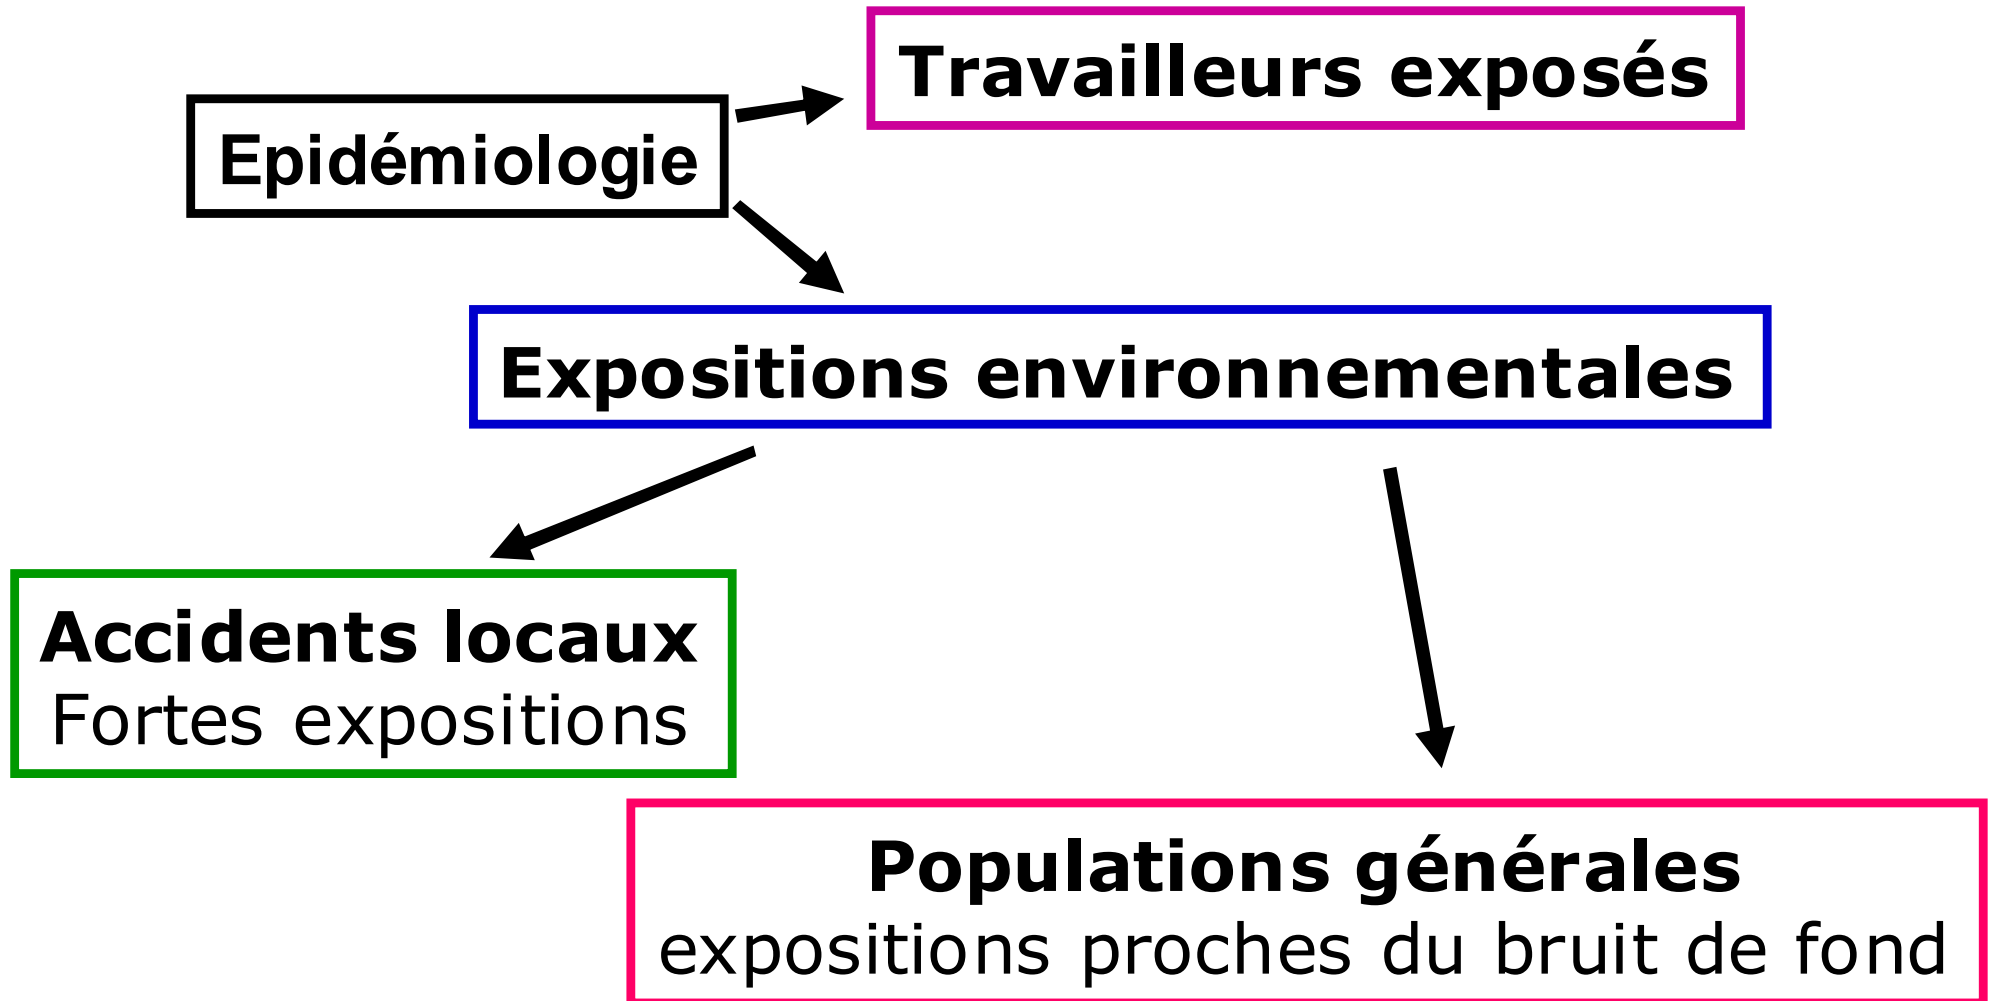 Travailleurs exposés
Epidémiologie
Expositions environnementales
Accidents locaux
Fortes expositions
Populations générales
expositions proches du bruit de fond